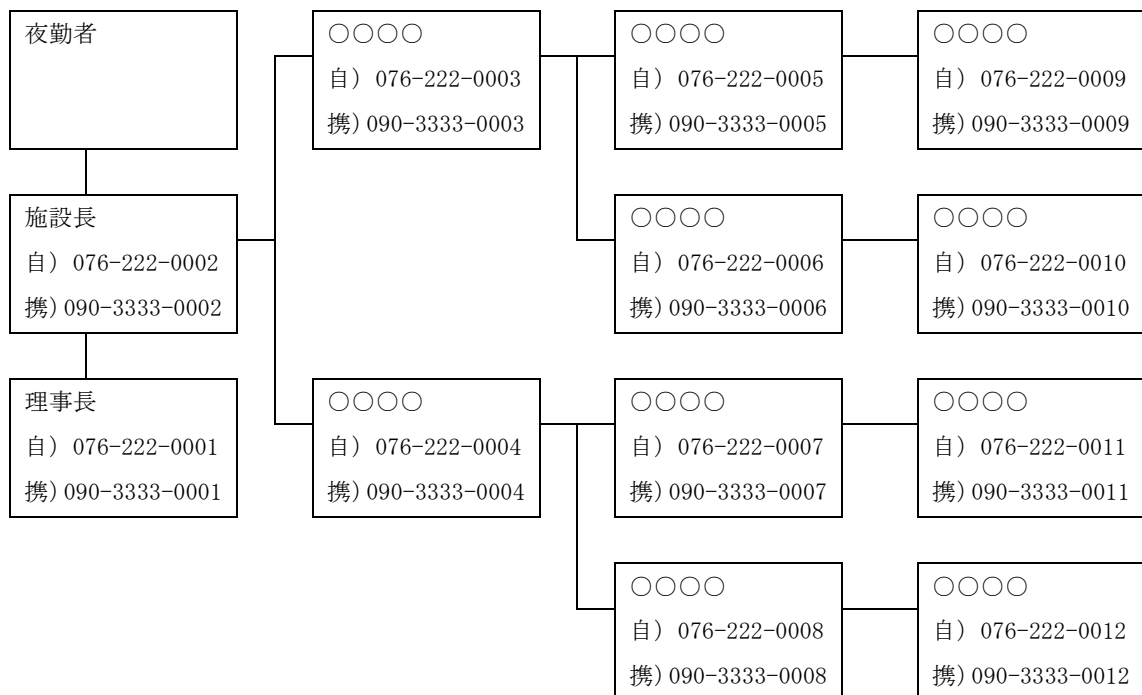 夜勤者
施設長
自) 076-222-0002
携)090-3333-0002
理事長
自) 076-222-0001
携)090-3333-0001
○○○○
自) 076-222-0003
携)090-3333-0003
○○○○
自) 076-222-0004
携)090-3333-0004
○○○○
自) 076-222-0005
携)090-3333-0005
○○○○
自) 076-222-0006
携)090-3333-0006
○○○○
自) 076-222-0007
携)090-3333-0007
○○○○
自) 076-222-0008
携)090-3333-0008
○○○○
自) 076-222-0009
携)090-3333-0009
○○○○
自) 076-222-0010
携)090-3333-0010
○○○○
自) 076-222-0011
携)090-3333-0011
○○○○
自) 076-222-0012
携)090-3333-0012